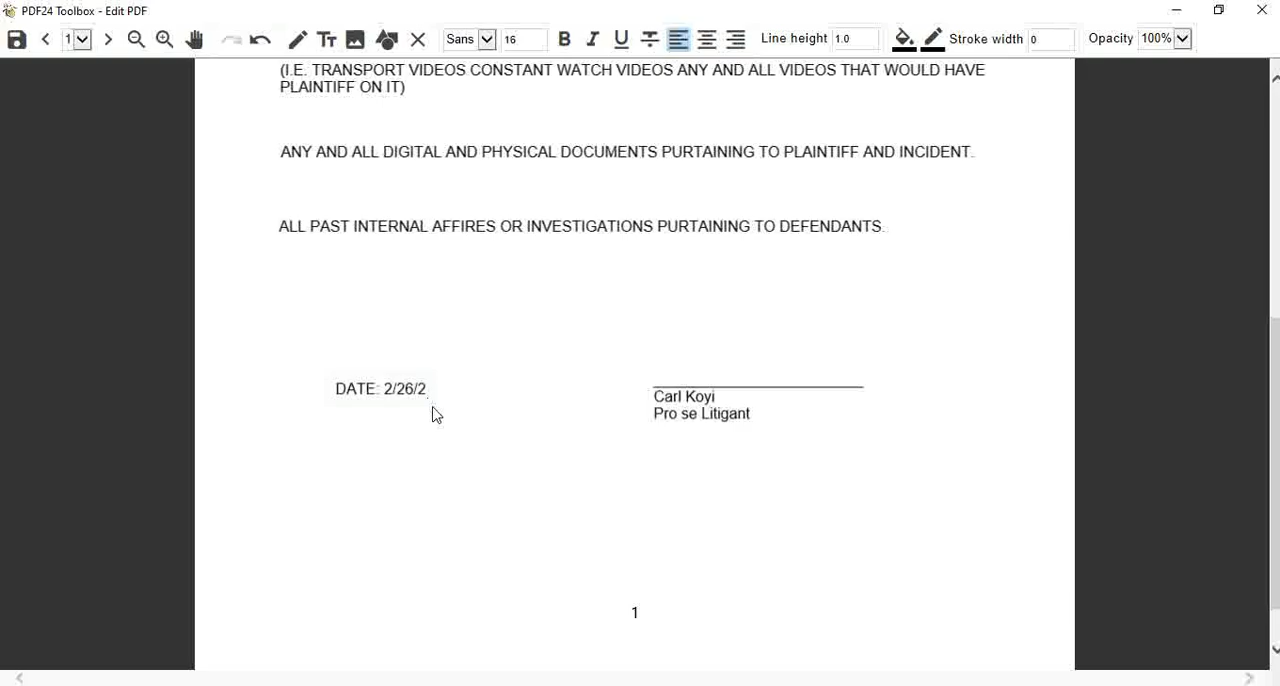 PDF24 Toolbox - Edit PDF
1 Sans 16 Line height 1.0 Stroke width 0 Opacity 100%
(I.E. TRANSPORT VIDEOS CONSTANT WATCH VIDEOS ANY AND ALL VIDEOS THAT WOULD HAVE
PLAINTIFF ON IT)
ANY AND ALL DIGITAL AND PHYSICAL DOCUMENTS PURTAINING TO PLAINTIFF AND INCIDENT.
ALL PAST INTERNAL AFFIRES OR INVESTIGATIONS PURTAINING TO DEFENDANTS.
DATE: 2/26/2
Carl Koyi
Pro se Litigant
1